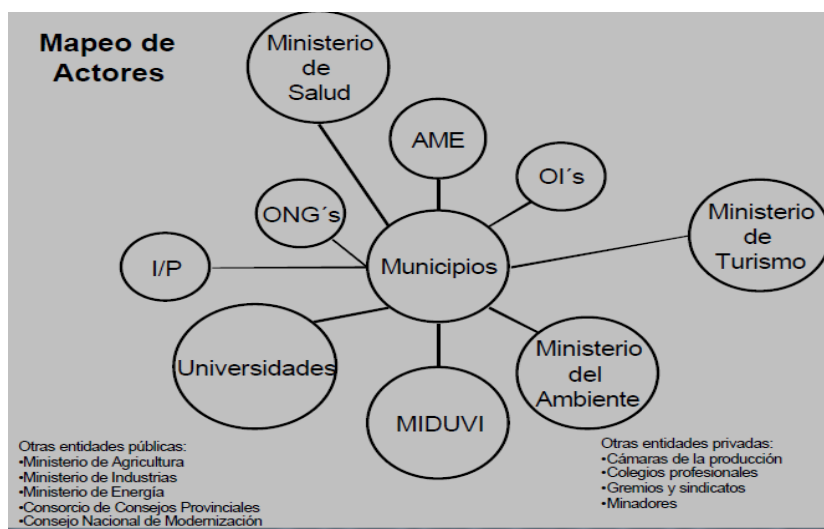 Mapeo de
Actores
Ministerio
de
Salud
AME
OI´s
ONG´s
Ministerio
de
Turismo
I/P
Municipios
Universidades
MIDUVI
Ministerio
del
Ambiente
Otras entidades públicas:
•Ministerio de Agricultura
•Ministerio de Industrias
•Ministerio de Energía
•Consorcio de Consejos Provinciales
•Consejo Nacional de Modernización
Otras entidades privadas:
•Cámaras de la producción
•Colegios profesionales
•Gremios y sindicatos
•Minadores